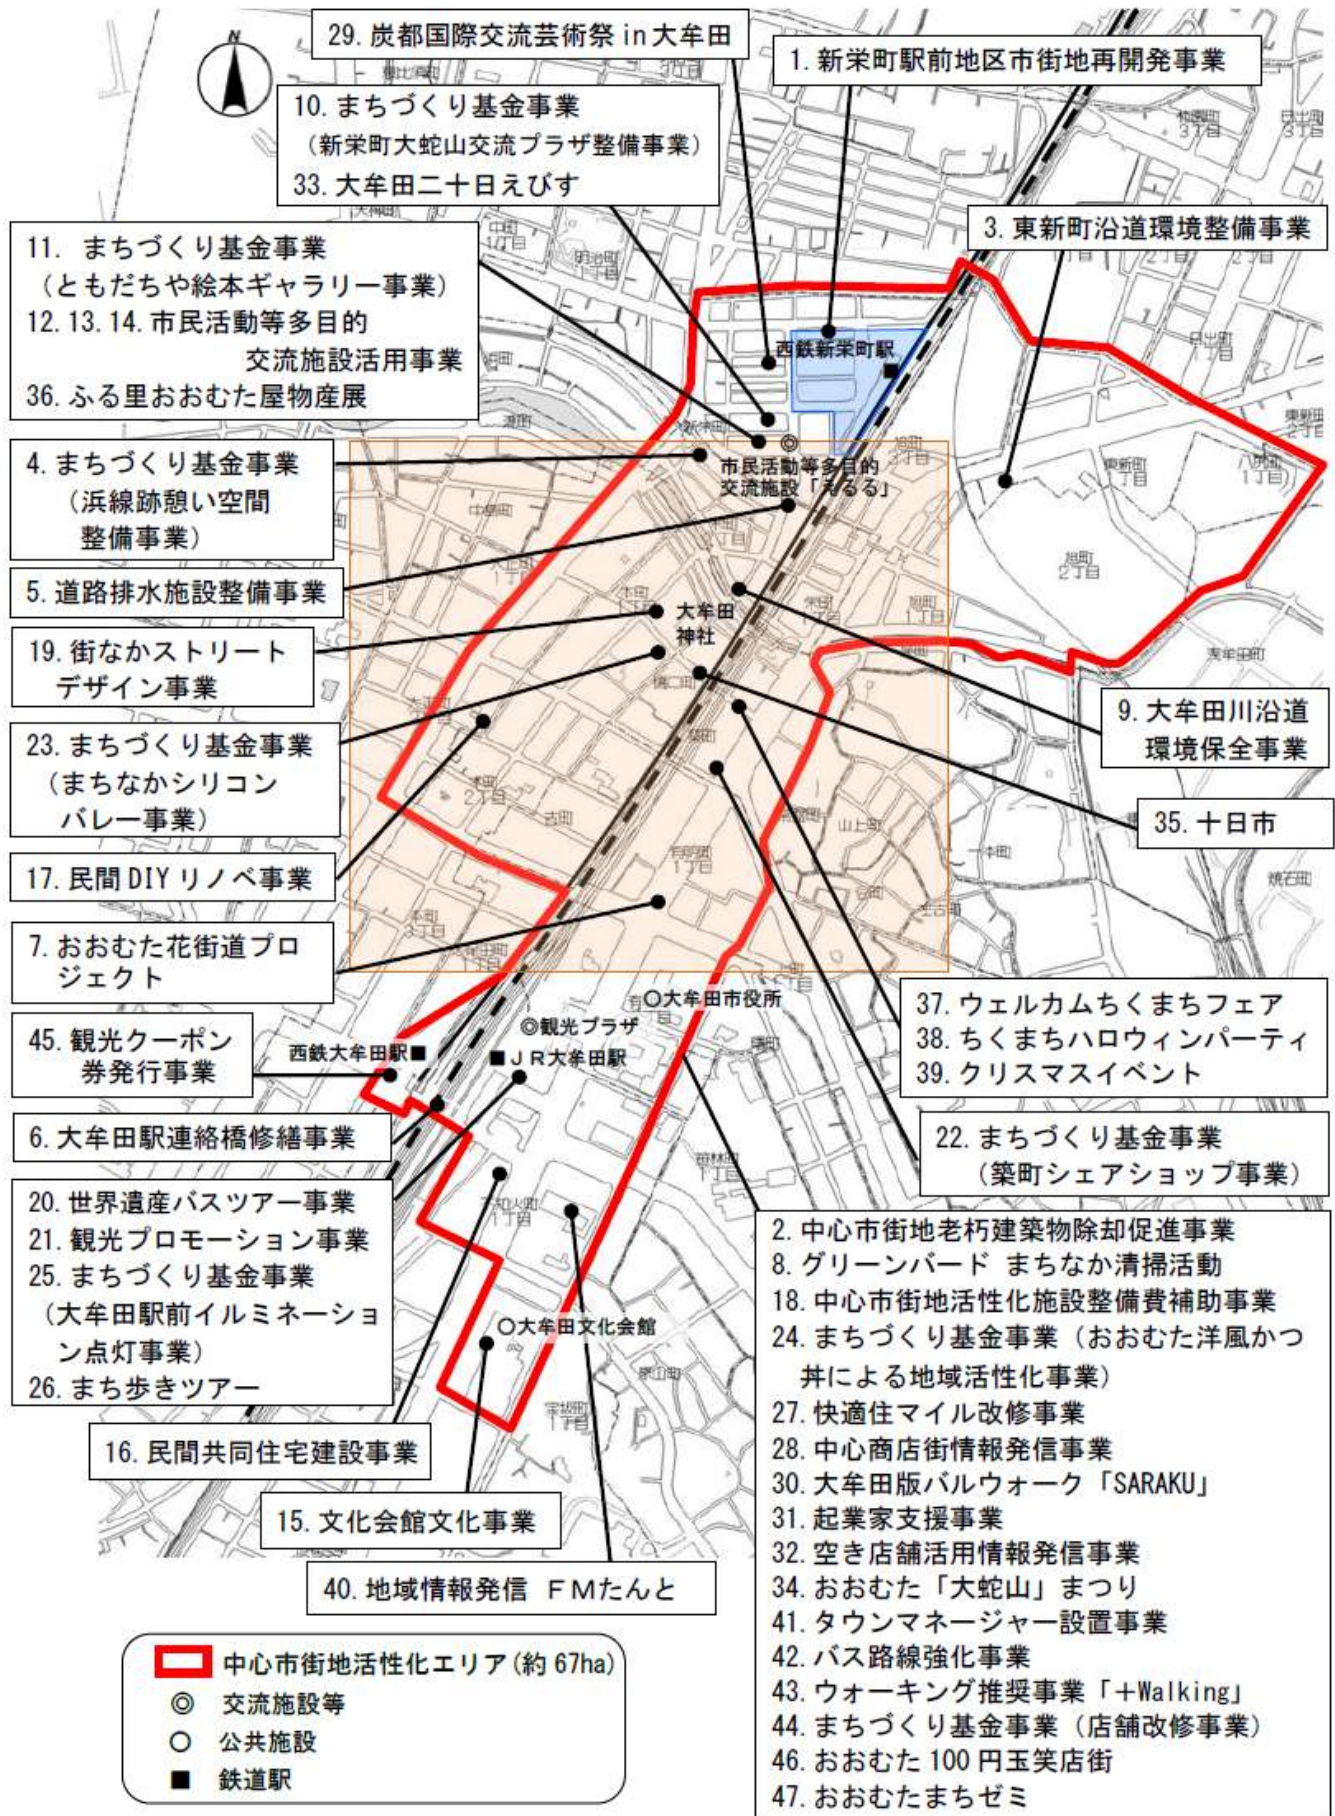 N
29. 炭都国際交流芸術祭 in 大牟田
1. 新栄町駅前地区市街地再開発事業
10. まちづくり基金事業
（新栄町大蛇山交流プラザ整備事業）
33. 大牟田二十日えびす
3. 東新町沿道環境整備事業
11. まちづくり基金事業
（ともだちや絵本ギャラリー事業）
12. 13. 14. 市民活動等多目的
交流施設活用事業
36. ふる里おおむた屋物産展
4. まちづくり基金事業
（浜線跡憩い空間
整備事業）
5. 道路排水施設整備事業
19. 街なかストリート
デザイン事業
23. まちづくり基金事業
（まちなかシリコン
バレー事業）
17. 民間 DIY リノベ事業
7. おおむた花街道プロ
ジェクト
45. 観光クーポン
券発行事業
6. 大牟田駅連絡橋修繕事業
20. 世界遺産バスツアー事業
21. 観光プロモーション事業
25. まちづくり基金事業
（大牟田駅前イルミネーショ
ン点灯事業）
26. まち歩きツアー
16. 民間共同住宅建設事業
15. 文化会館文化事業
40. 地域情報発信 ＦＭたんと
西鉄新栄町駅
市民活動等多目的
交流施設「えるる」
大牟田
神社
9. 大牟田川沿道
環境保全事業
35. 十日市
37. ウェルカムちくまちフェア
38. ちくまちハロウィンパーティ
39. クリスマスイベント
22. まちづくり基金事業
（築町シェアショップ事業）
大牟田市役所
観光プラザ
西鉄大牟田駅
ＪＲ大牟田駅
大牟田文化会館
2. 中心市街地老朽建築物除却促進事業
8. グリーンバード まちなか清掃活動
18. 中心市街地活性化施設整備費補助事業
24. まちづくり基金事業（おおむた洋風かつ
丼による地域活性化事業）
27. 快適住マイル改修事業
28. 中心商店街情報発信事業
30. 大牟田版バルウォーク「SARAKU」
31. 起業家支援事業
32. 空き店舗活用情報発信事業
34. おおむた「大蛇山」まつり
41. タウンマネージャー設置事業
42. バス路線強化事業
43. ウォーキング推奨事業「＋Walking」
44. まちづくり基金事業（店舗改修事業）
46. おおむた 100 円玉笑店街
47. おおむたまちゼミ
中島町
古町
東新町
1丁目
旭町
2丁目
浅牟田町
山上町
一本町
焼石町
中心市街地活性化エリア(約 67ha)
◎ 交流施設等
○ 公共施設
■ 鉄道駅